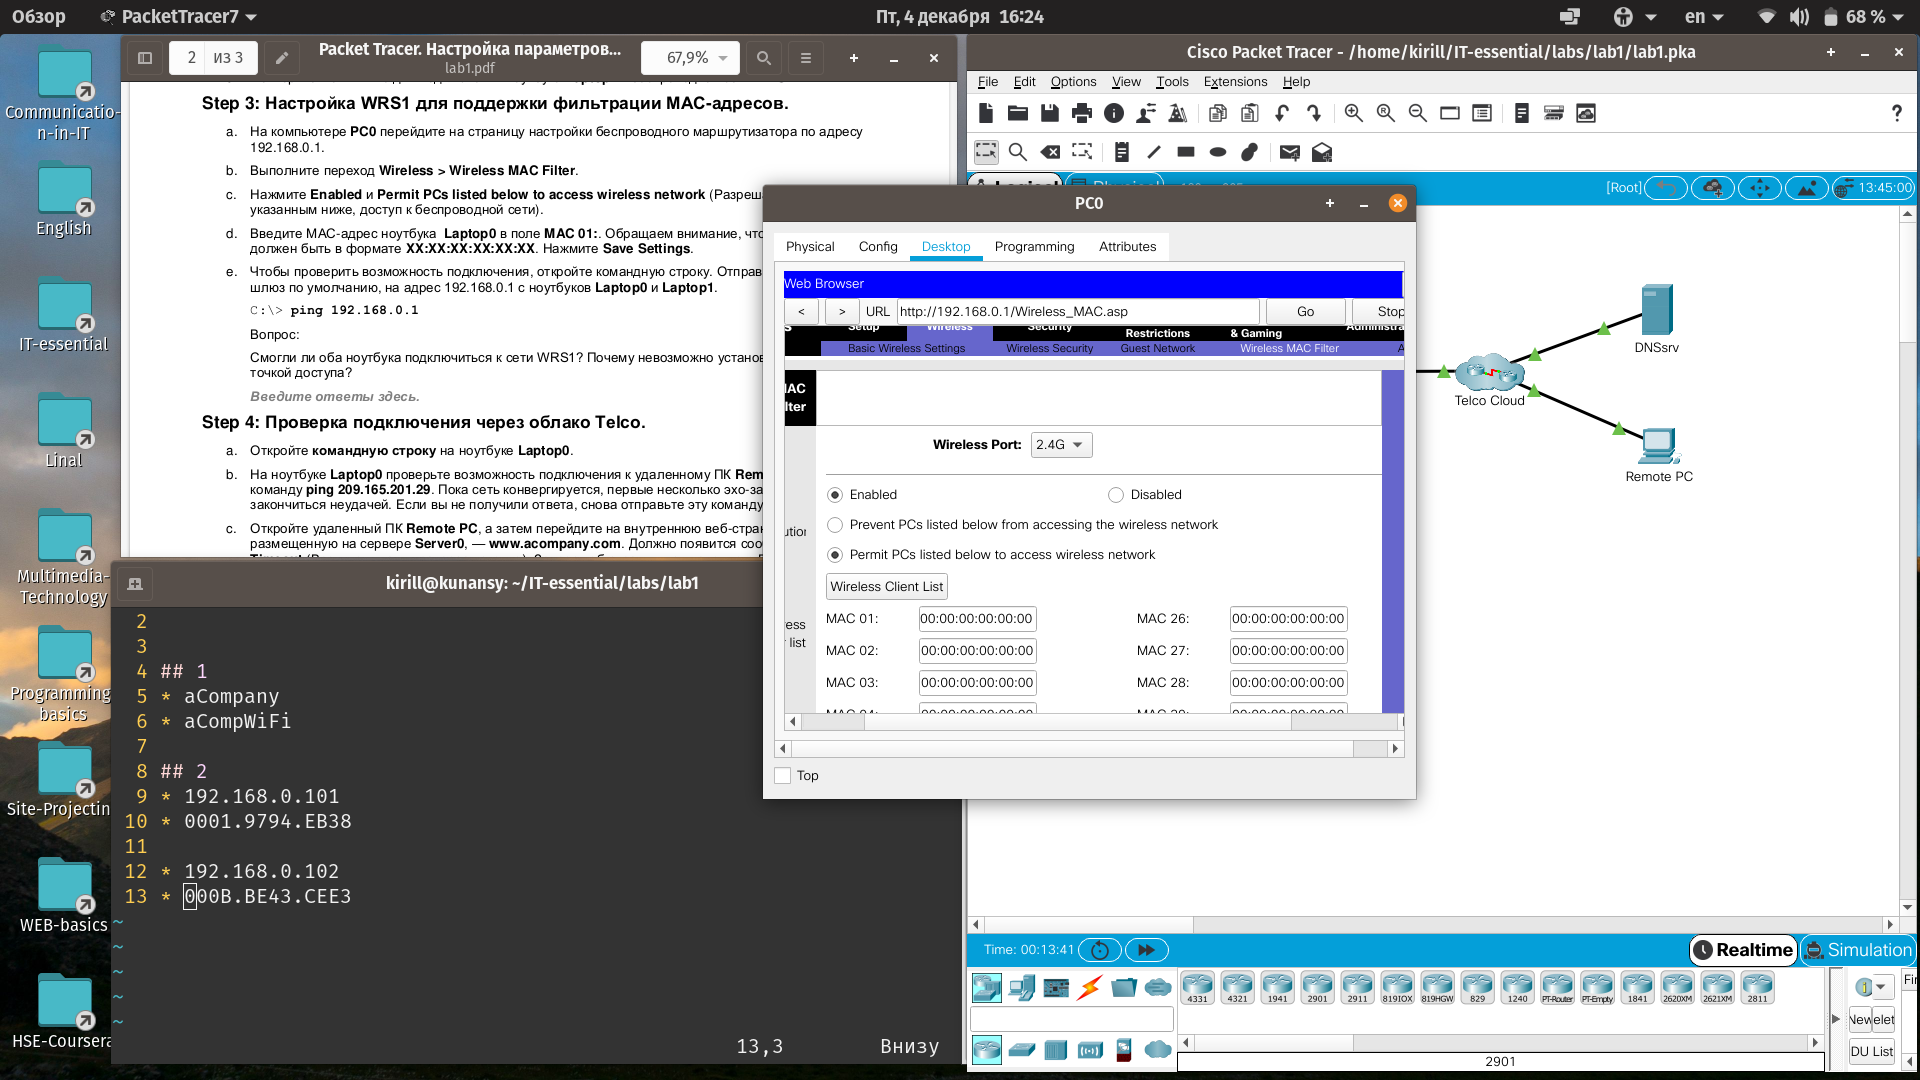 Обзор
PacketTracer7
Пт, 4 декабря 16:24
en
68 %
Communicatio-
n-in-IT
English
IT-essential
Linal
Multimedia-
Technology
Programming
basics
Site-Projectin
WEB-basics
HSE-Coursera
2 из 3
Packet Tracer. Настройка параметров...
lab1.pdf
67,9%
Step 3: Настройка WRS1 для поддержки фильтрации MAC-адресов.
a. На компьютере PC0 перейдите на страницу настройки беспроводного маршрутизатора по адресу
192.168.0.1.
b. Выполните переход Wireless > Wireless MAC Filter.
c. Нажмите Enabled и Permit PCs listed below to access wireless network (Разреш
указанным ниже, доступ к беспроводной сети).
d. Введите MAC-адрес ноутбука Laptop0 в поле MAC 01:. Обращаем внимание, что
должен быть в формате XX:XX:XX:XX:XX:XX. Нажмите Save Settings.
e. Чтобы проверить возможность подключения, откройте командную строку. Отправ
шлюз по умолчанию, на адрес 192.168.0.1 с ноутбуков Laptop0 и Laptop1.
C:\> ping 192.168.0.1
Вопрос:
Смогли ли оба ноутбука подключиться к сети WRS1? Почему невозможно установ
точкой доступа?
Введите ответы здесь.
Step 4: Проверка подключения через облако Telco.
a. Откройте командную строку на ноутбуке Laptop0.
b. На ноутбуке Laptop0 проверьте возможность подключения к удаленному ПК Rem
команду ping 209.165.201.29. Пока сеть конвергируется, первые несколько эхо-за
закончиться неудачей. Если вы не получили ответа, снова отправьте эту команду
c. Откройте удаленный ПК Remote PC, а затем перейдите на внутреннюю веб-стра
размещенную на сервере Server0, — www.acompany.com. Должно появится соо
kirill@kunansy: ~/IT-essential/labs/lab1
2
3
4 ## 1
5 * aCompany
6 * aCompWiFi
7
8 ## 2
9 * 192.168.0.101
10 * 0001.9794.EB38
11
12 * 192.168.0.102
13 * 000B.BE43.CEE3
~
~
~
~
~
13,3 Внизу
Cisco Packet Tracer - /home/kirill/IT-essential/labs/lab1/lab1.pka
File Edit Options View Tools Extensions Help
?
[Root]
13:45:00
PC0
Physical Config Desktop Programming Attributes
Web Browser
< > URL http://192.168.0.1/Wireless_MAC.asp Go Stop
Setup Wireless Security Restrictions & Gaming Administra
Basic Wireless Settings Wireless Security Guest Network Wireless MAC Filter A
AC
lter
Wireless Port: 2.4G
Enabled Disabled
ution
Prevent PCs listed below from accessing the wireless network
Permit PCs listed below to access wireless network
Wireless Client List
ess
list
MAC 01: 00:00:00:00:00:00 MAC 26: 00:00:00:00:00:00
MAC 02: 00:00:00:00:00:00 MAC 27: 00:00:00:00:00:00
MAC 03: 00:00:00:00:00:00 MAC 28: 00:00:00:00:00:00
Top
DNSsrv
Telco Cloud
Remote PC
Time: 00:13:41
Realtime
Simulation
4331 4321 1941 2901 2911 819IOX 819HGW 829 1240 PT-Router PT-Empty 1841 2620XM 2621XM 2811
2901
New elet
DU List
Fir